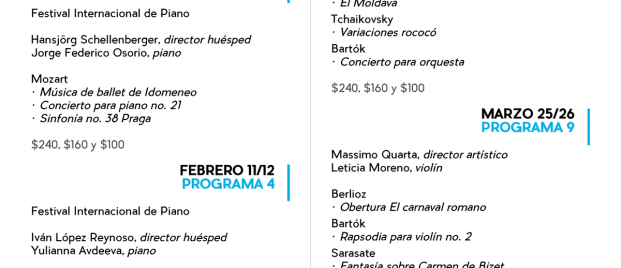 Festival Internacional de Piano
Hansjörg Schellenberger, director huésped
Jorge Federico Osorio, piano
Mozart
· Música de ballet de Idomeneo
· Concierto para piano no. 21
· Sinfonía no. 38 Praga
$240, $160 y $100
FEBRERO 11/12
PROGRAMA 4
Festival Internacional de Piano
Iván López Reynoso, director huésped
Yulianna Avdeeva, piano
· El Moldava
Tchaikovsky
· Variaciones rococó
Bartók
· Concierto para orquesta
$240, $160 y $100
MARZO 25/26
PROGRAMA 9
Massimo Quarta, director artístico
Leticia Moreno, violín
Berlioz
· Obertura El carnaval romano
Bartók
· Rapsodia para violín no. 2
Sarasate
· Fantasía sobre Carmen de Bizet